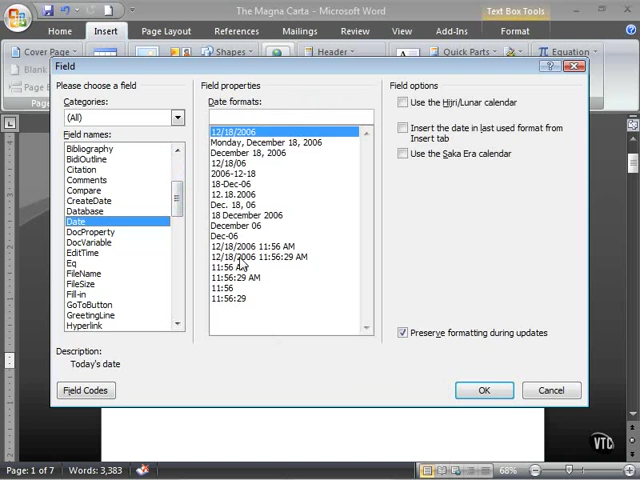 The Magna Carta - Microsoft Word
Text Box Tools
Home Insert Page Layout References Mailings Review View Add-Ins Format
Cover Page Shapes Header Quick Parts Equation
Blank
Page
Field
Please choose a field
Categories:
(All)
Field names:
Bibliography
BidiOutline
Citation
Comments
Compare
CreateDate
Database
Date
DocProperty
DocVariable
EditTime
Eq
FileName
FileSize
Fill-in
GoToButton
GreetingLine
Hyperlink
Description:
Today's date
Field Codes
Field properties
Date formats:
12/18/2006
Monday, December 18, 2006
December 18, 2006
12/18/06
2006-12-18
18-Dec-06
12.18.2006
Dec. 18, 06
18 December 2006
December 06
Dec-06
12/18/2006 11:56 AM
12/18/2006 11:56:29 AM
11:56 AM
11:56:29 AM
11:56
11:56:29
Field options
Use the Hijri/Lunar calendar
Insert the date in last used format from
Insert tab
Use the Saka Era calendar
Preserve formatting during updates
OK Cancel
VTC
Page: 1 of 7 Words: 3,383 68%